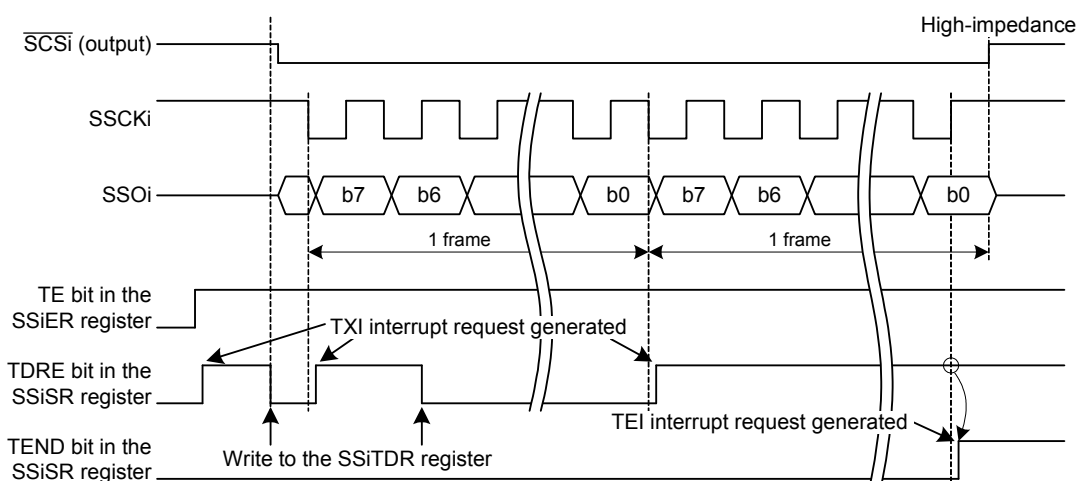 High-impedance
SCSi (output)
SSCKi
SSOi
b7 b6 b0 b7 b6 b0
1 frame 1 frame
TE bit in the
SSiER register
TXI interrupt request generated
TDRE bit in the
SSiSR register
TEI interrupt request generated
Write to the SSiTDR register
TEND bit in the
SSiSR register